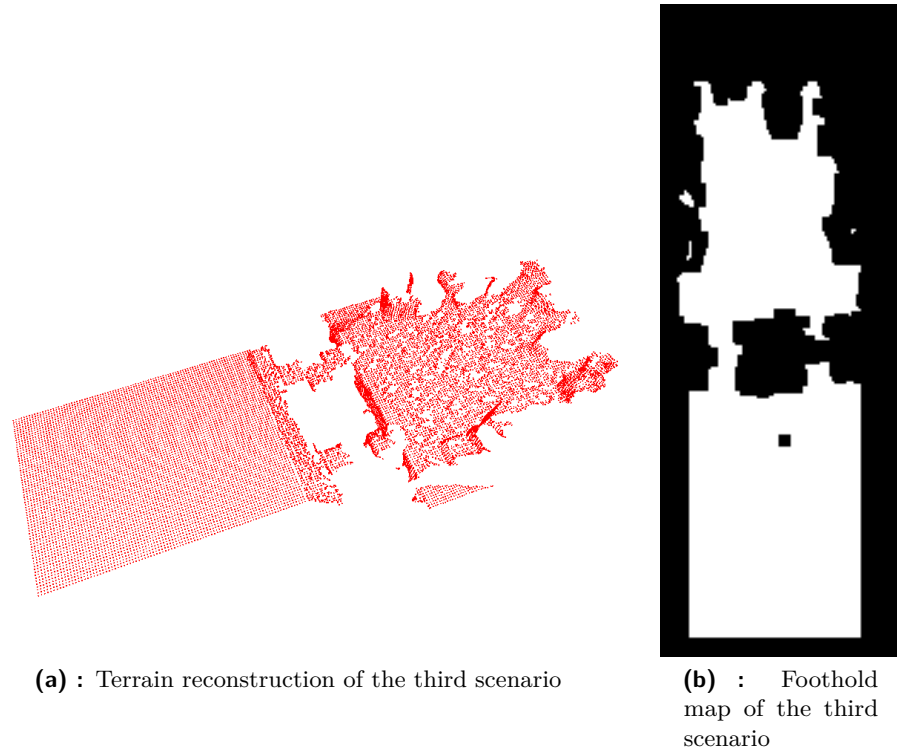 (a) : Terrain reconstruction of the third scenario
(b) : Foothold
map of the third
scenario